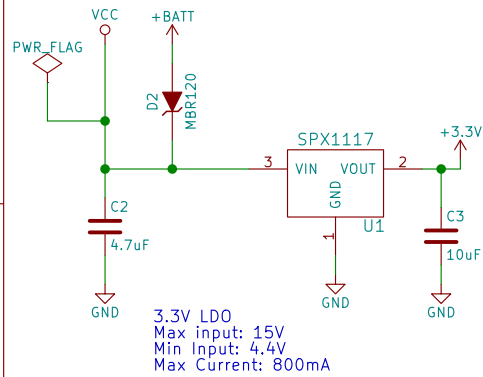 VCC
+BATT
PWR_FLAG
D2
MBR120
SPX1117
+3.3V
3
VIN
VOUT
2
GND
U1
1
C2
4.7uF
C3
10uF
GND
GND
GND
3.3V LDO
Max input: 15V
Min Input: 4.4V
Max Current: 800mA